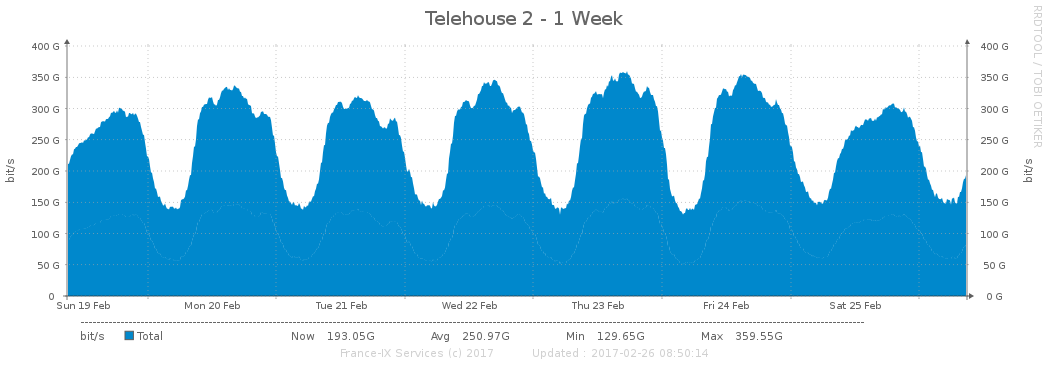 Telehouse 2 - 1 Week
RRDTOOL / TOBI OETIKER
bit/s
400 G 400 G
350 G 350 G
300 G 300 G
250 G 250 G
200 G 200 G
150 G 150 G
100 G 100 G
50 G 50 G
0 0 G
bit/s
Sun 19 Feb Mon 20 Feb Tue 21 Feb Wed 22 Feb Thu 23 Feb Fri 24 Feb Sat 25 Feb
bit/s Total Now 193.05G Avg 250.97G Min 129.65G Max 359.55G
France-IX Services (c) 2017 Updated : 2017-02-26 08:50:14